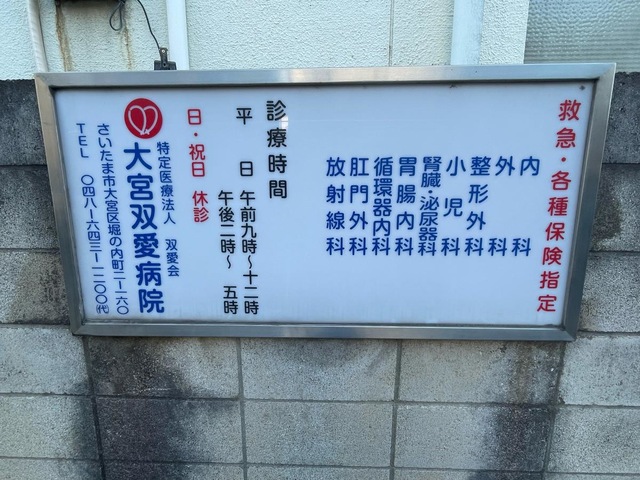 救急・各種保険指定
内科
外科
整形外科
小児科
腎臓・泌尿器科
胃腸内科
循環器内科
肛門外科
放射線科
診療時間
平日 午前九時〜十二時
午後二時〜五時
日・祝日 休診
特定医療法人 双愛会
大宮双愛病院
さいたま市大宮区堀の内町二ー一六〇
TEL 〇四八ー六四三ー一二〇〇(代)